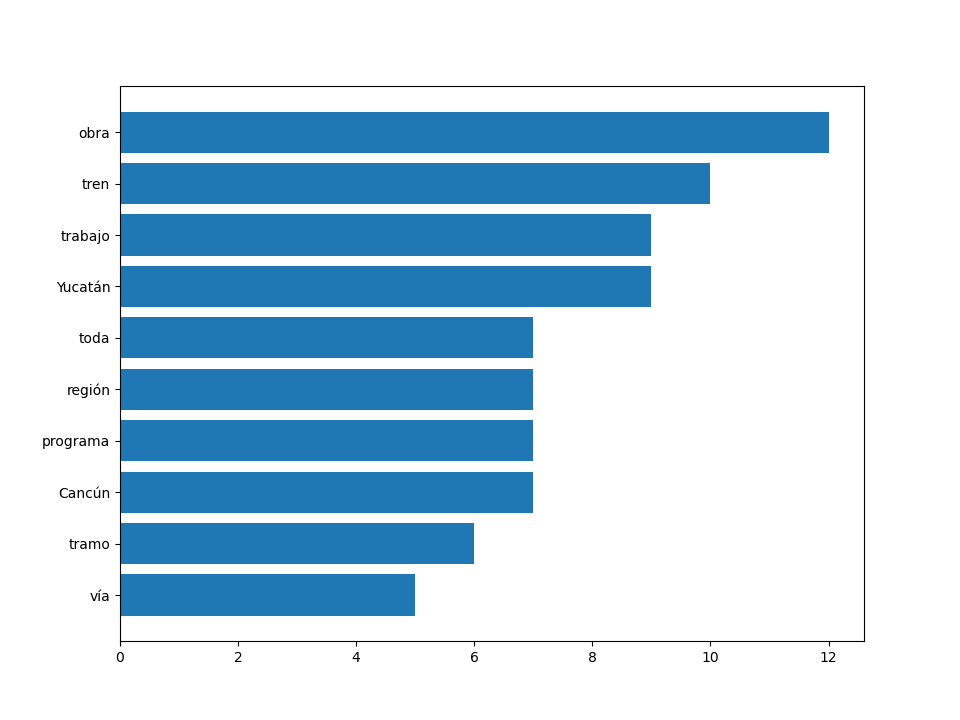 obra
tren
trabajo
Yucatán
toda
región
programa
Cancún
tramo
vía
0 2 4 6 8 10 12